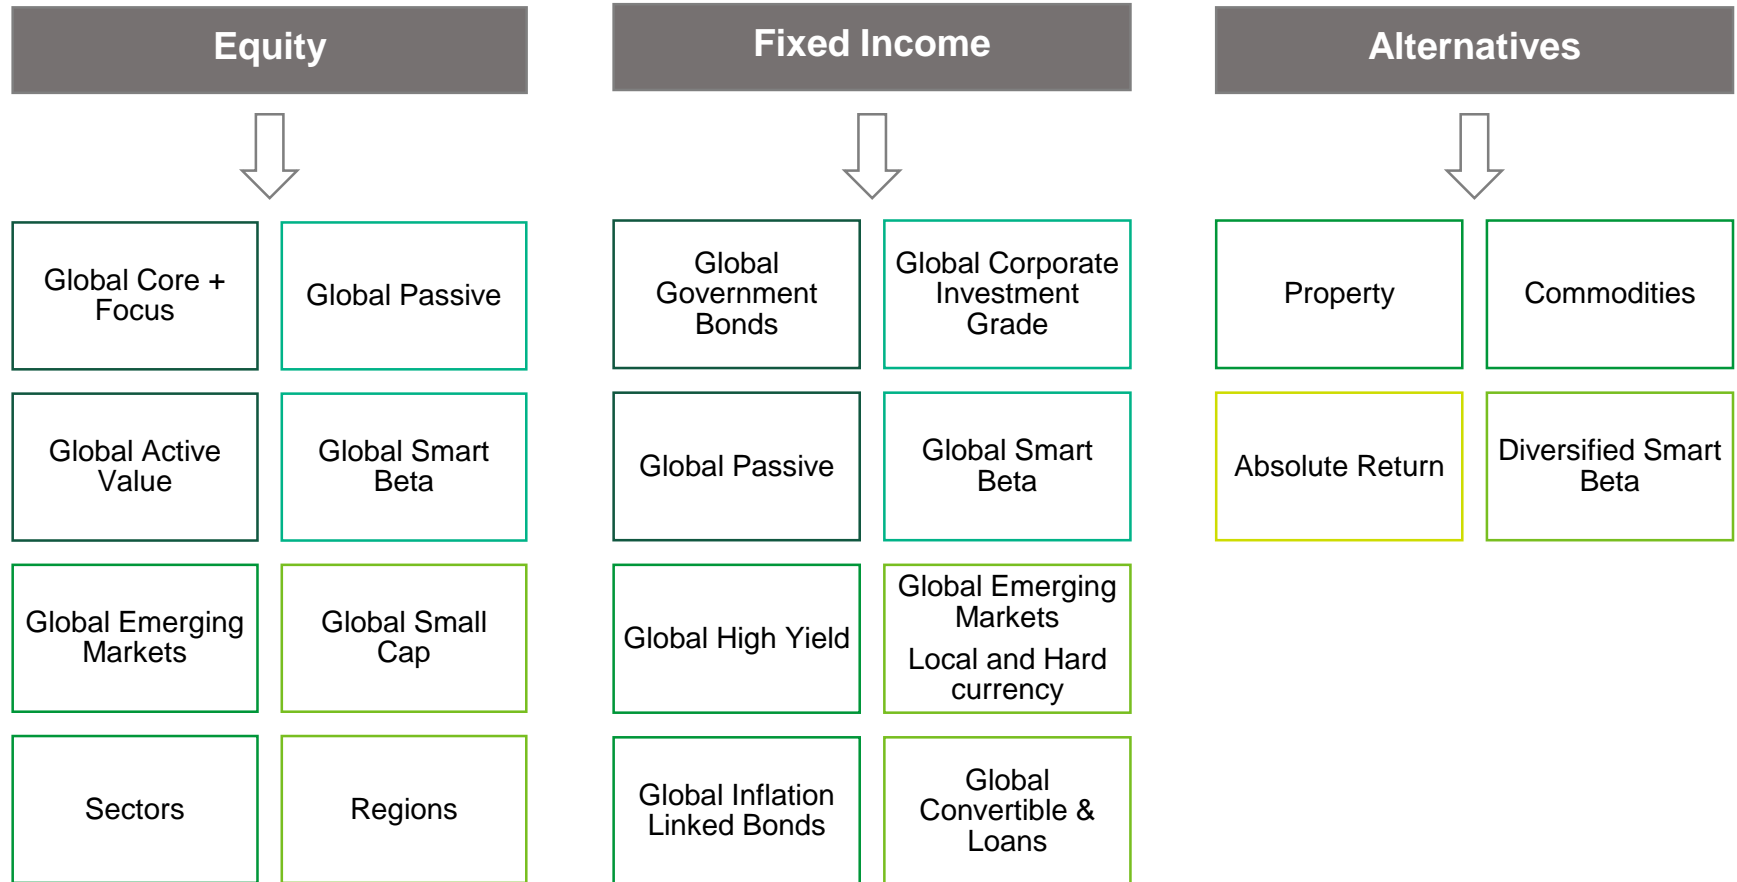 Equity
Fixed Income
Alternatives
Global Core +
Focus
Global Passive
Global Active
Value
Global Smart
Beta
Global Emerging
Markets
Global Small
Cap
Sectors
Regions
Global
Government
Bonds
Global Corporate
Investment
Grade
Global Passive
Global Smart
Beta
Global High Yield
Global Emerging
Markets
Local and Hard
currency
Global Inflation
Linked Bonds
Global
Convertible &
Loans
Property
Commodities
Absolute Return
Diversified Smart
Beta